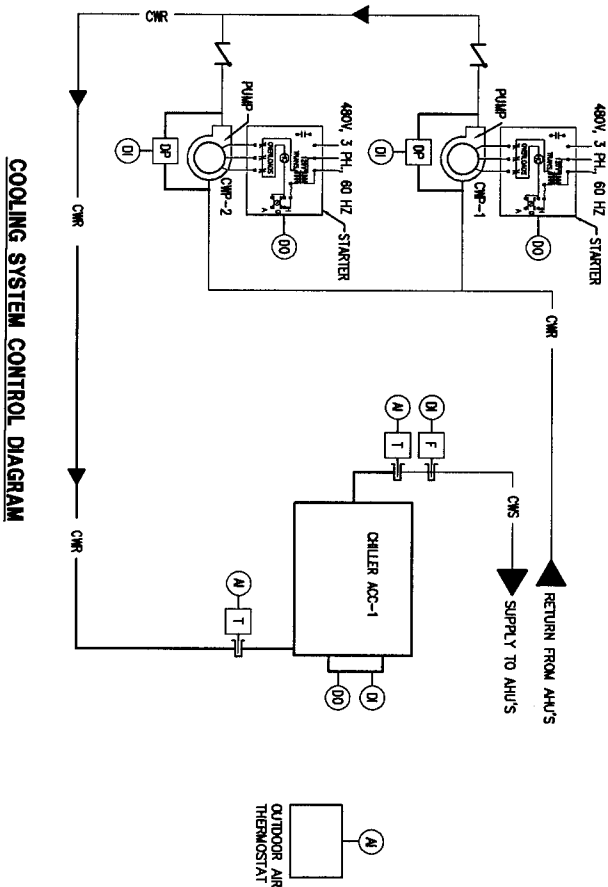 480V, 3 PH., 60 HZ
STARTER
DO
OVERLOADS
PUMP
CWP-1
DP
DI
CWR
RETURN FROM AHU'S
480V, 3 PH., 60 HZ
STARTER
DO
OVERLOADS
PUMP
CWP-2
DP
DI
CWR
CWR
CWR
DI
F
AI
T
CWS
SUPPLY TO AHU'S
CHILLER ACC-1
AI
T
DI
DO
AI
OUTDOOR AIR
THERMOSTAT
COOLING SYSTEM CONTROL DIAGRAM